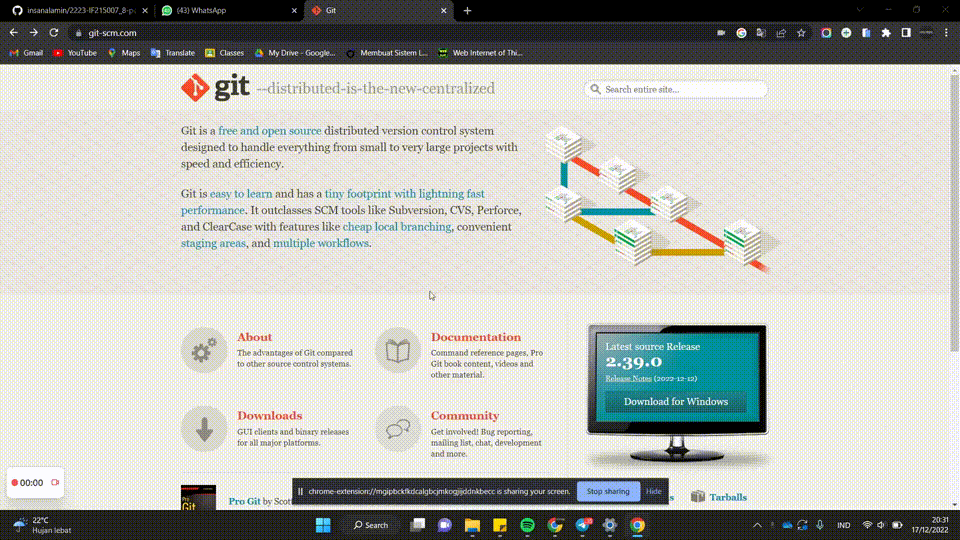 insanalamin/2223-IF215007_8-pu
(43) WhatsApp
Git
git-scm.com
Gmail
YouTube
Maps
Translate
Classes
My Drive - Google...
Membuat Sistem I...
Web Internet of Thi...
git --distributed-is-the-new-centralized
Search entire site...
Git is a free and open source distributed version control system
designed to handle everything from small to very large projects with
speed and efficiency.
Git is easy to learn and has a tiny footprint with lightning fast
performance. It outclasses SCM tools like Subversion, CVS, Perforce,
and ClearCase with features like cheap local branching, convenient
staging areas, and multiple workflows.
About
The advantages of Git compared
to other source control systems.
Documentation
Command reference pages, Pro
Git book content, videos and
other material.
Downloads
GUI clients and binary releases
for all major platforms.
Community
Get involved! Bug reporting,
mailing list, chat, development
and more.
Latest source Release
2.39.0
Release Notes (2022-12-12)
Download for Windows
00:00
Pro
Git
Pro Git by Scott
chrome-extension://mgipbckfkdcalgbcjmkogjijddnkbecc is sharing your screen.
Stop sharing
Hide
Tarballs
22°C
Hujan lebat
Search
IND
20:31
17/12/2022